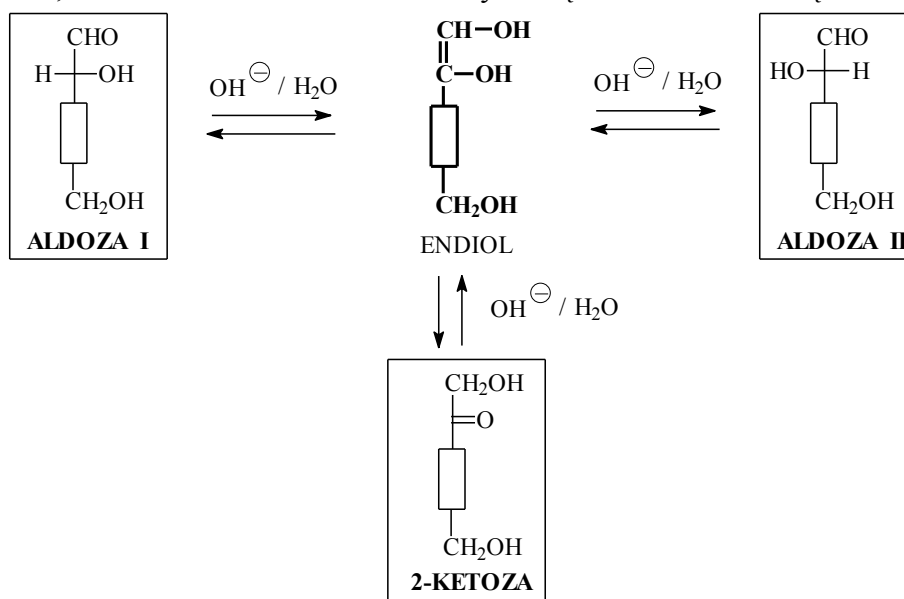 CHO
H OH
CH2OH
ALDOZA I
OH ⊖ / H2O
CH–OH
C–OH
CH2OH
ENDIOL
OH ⊖ / H2O
CHO
HO H
CH2OH
ALDOZA II
OH ⊖ / H2O
CH2OH
O
CH2OH
2-KETOZA